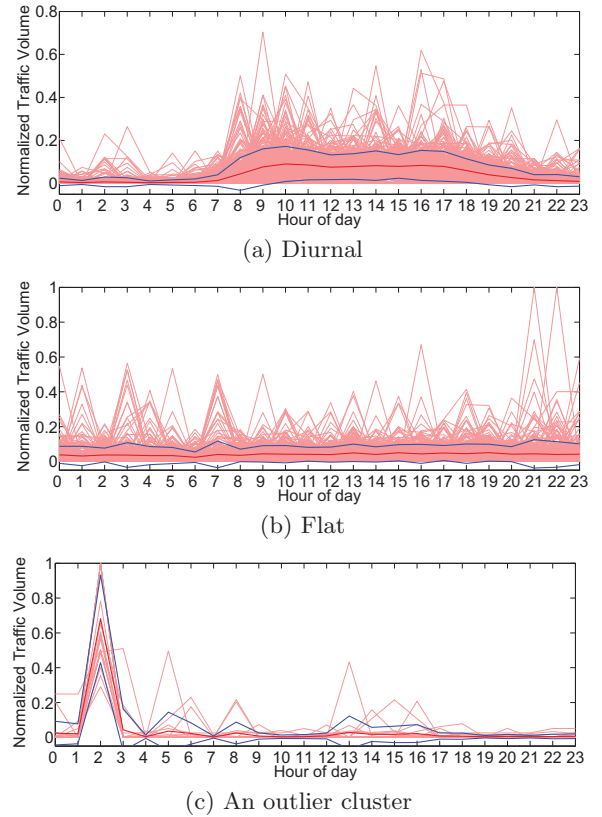 0.8
0.6
0.4
0.2
0
Normalized Traffic Volume
0 1 2 3 4 5 6 7 8 9 10 11 12 13 14 15 16 17 18 19 20 21 22 23
Hour of day
(a) Diurnal
1
0.8
0.6
0.4
0.2
0
Normalized Traffic Volume
0 1 2 3 4 5 6 7 8 9 10 11 12 13 14 15 16 17 18 19 20 21 22 23
Hour of day
(b) Flat
1
0.8
0.6
0.4
0.2
0
Normalized Traffic Volume
0 1 2 3 4 5 6 7 8 9 10 11 12 13 14 15 16 17 18 19 20 21 22 23
Hour of day
(c) An outlier cluster